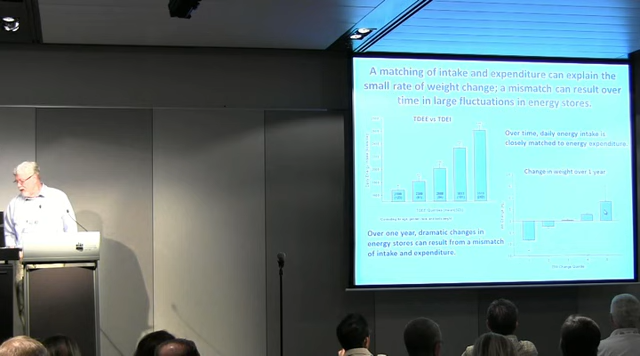 A matching of intake and expenditure can explain the
small rate of weight change; a mismatch can result over
time in large fluctuations in energy stores.
TDEE vs TDEI
Over time, daily energy intake is
closely matched to energy expenditure.
Change in weight over 1 year
Over one year, dramatic changes in
energy stores can result from a mismatch
of intake and expenditure.